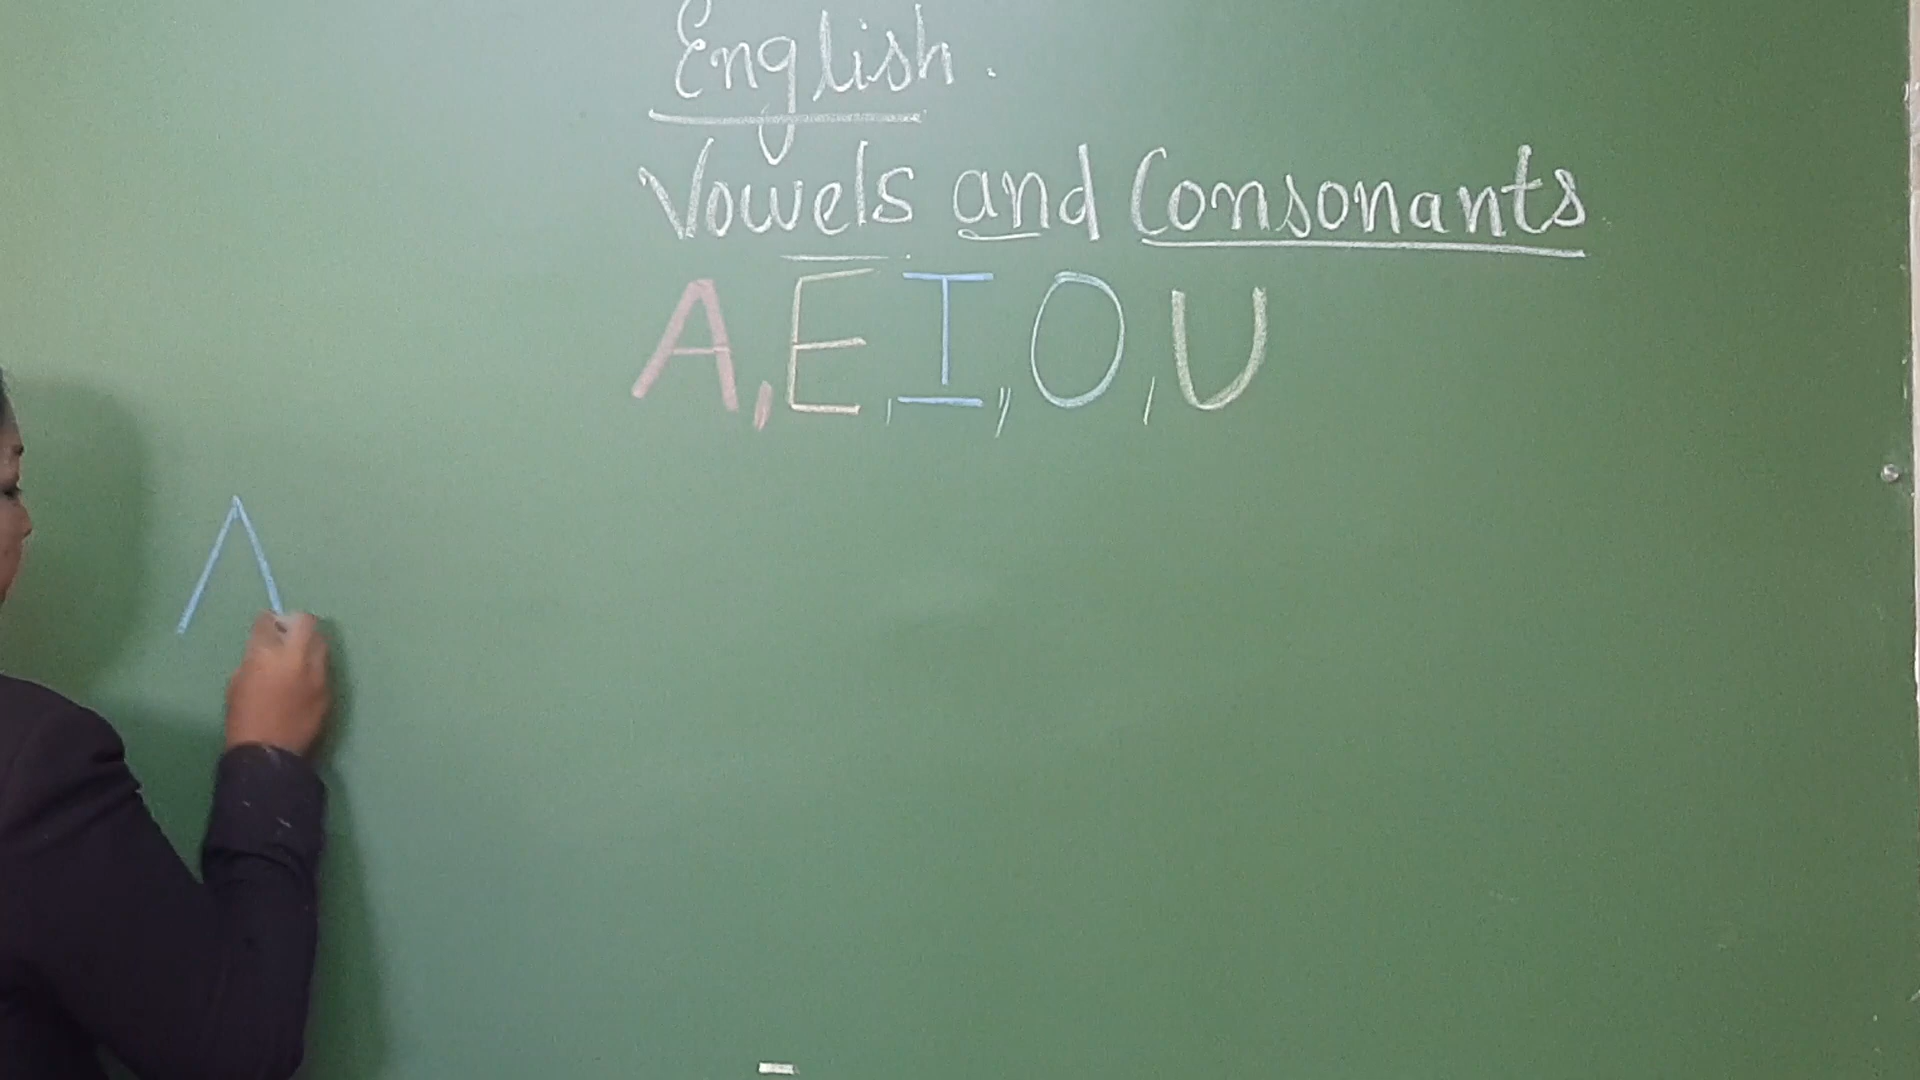 English.
Vowels and Consonants
A, E, I, O, U